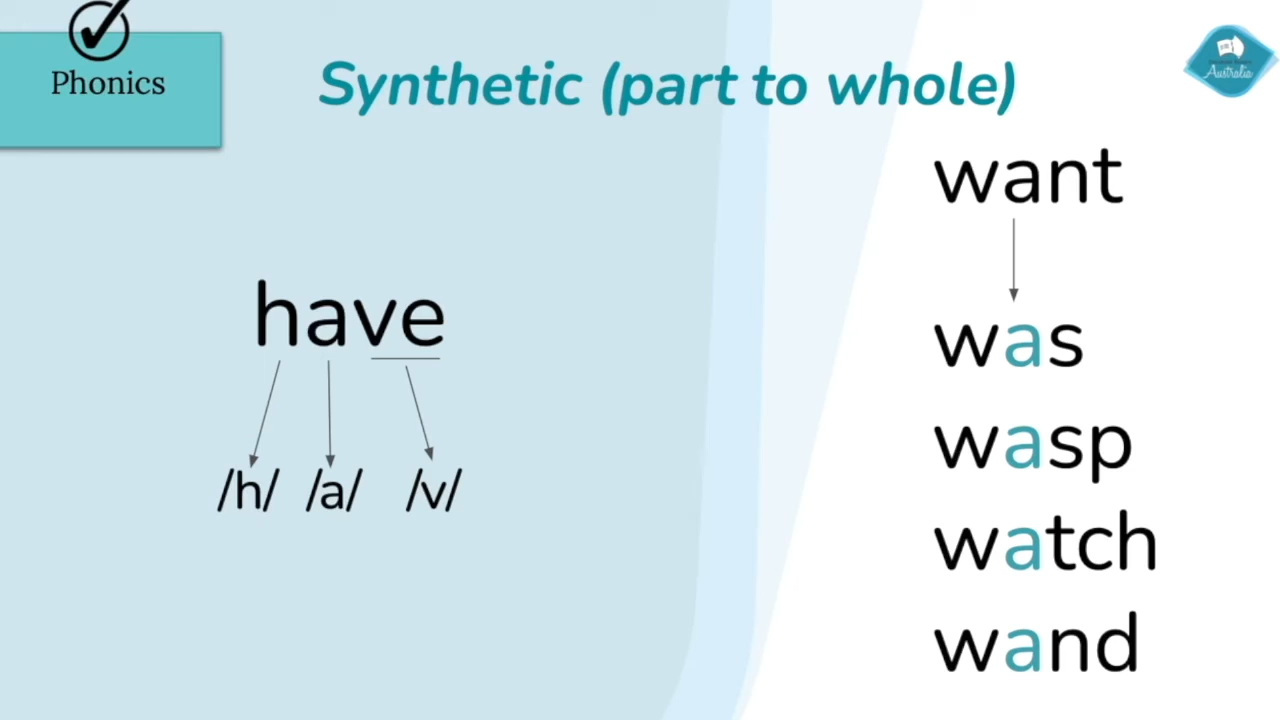 Phonics
Synthetic (part to whole)
have
/h/ /a/ /v/
want
was
wasp
watch
wand
Australia